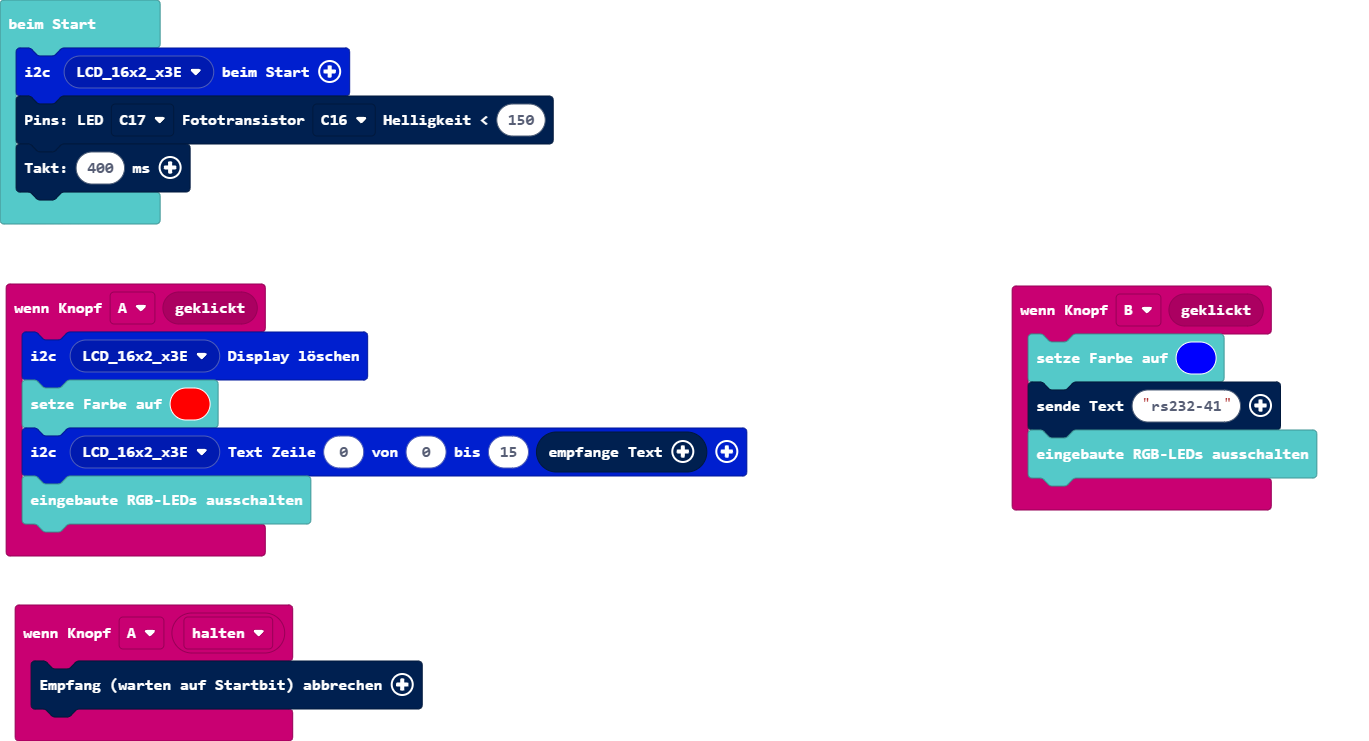 beim Start
i2c LCD_16x2_x3E beim Start
Pins: LED C17 Fototransistor C16 Helligkeit < 150
Takt: 400 ms
wenn Knopf A geklickt
i2c LCD_16x2_x3E Display löschen
setze Farbe auf
i2c LCD_16x2_x3E Text Zeile 0 von 0 bis 15 empfange Text
eingebaute RGB-LEDs ausschalten
wenn Knopf B geklickt
setze Farbe auf
sende Text "rs232-41"
eingebaute RGB-LEDs ausschalten
wenn Knopf A halten
Empfang (warten auf Startbit) abbrechen